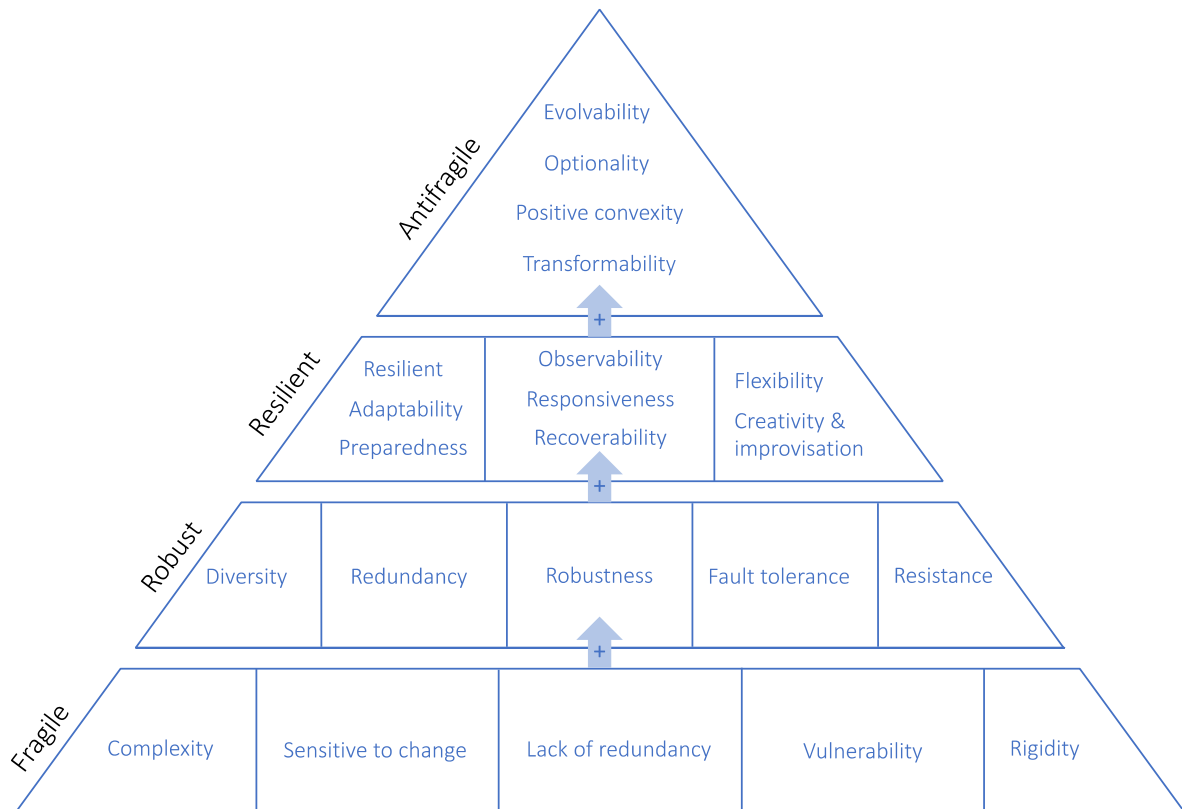 Antifragile
Evolvability
Optionality
Positive convexity
Transformability
+
Resilient
Resilient
Adaptability
Preparedness
Observability
Responsiveness
Recoverability
Flexibility
Creativity &
improvisation
+
Robust
Diversity
Redundancy
Robustness
Fault tolerance
Resistance
+
Fragile
Complexity
Sensitive to change
Lack of redundancy
Vulnerability
Rigidity